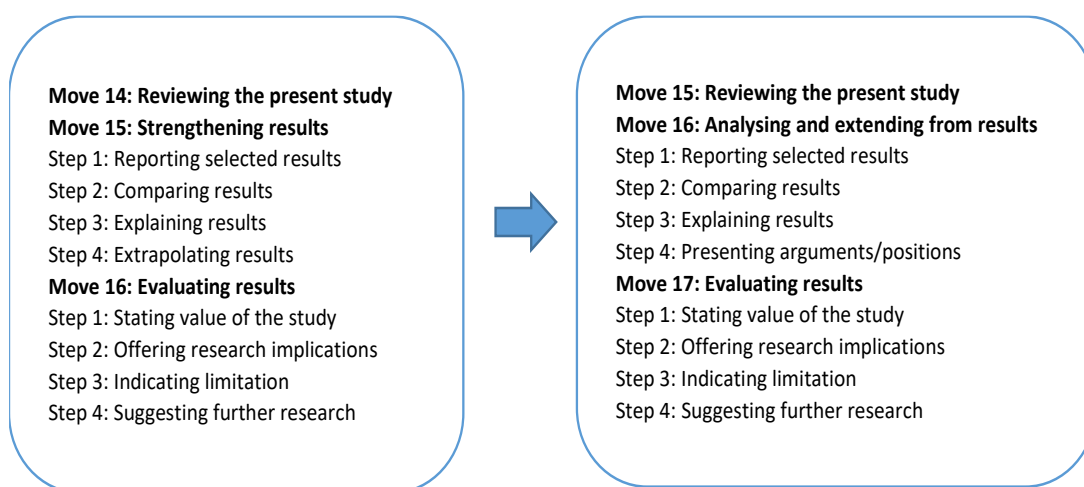 Move 14: Reviewing the present study
Move 15: Strengthening results
Step 1: Reporting selected results
Step 2: Comparing results
Step 3: Explaining results
Step 4: Extrapolating results
Move 16: Evaluating results
Step 1: Stating value of the study
Step 2: Offering research implications
Step 3: Indicating limitation
Step 4: Suggesting further research
Move 15: Reviewing the present study
Move 16: Analysing and extending from results
Step 1: Reporting selected results
Step 2: Comparing results
Step 3: Explaining results
Step 4: Presenting arguments/positions
Move 17: Evaluating results
Step 1: Stating value of the study
Step 2: Offering research implications
Step 3: Indicating limitation
Step 4: Suggesting further research